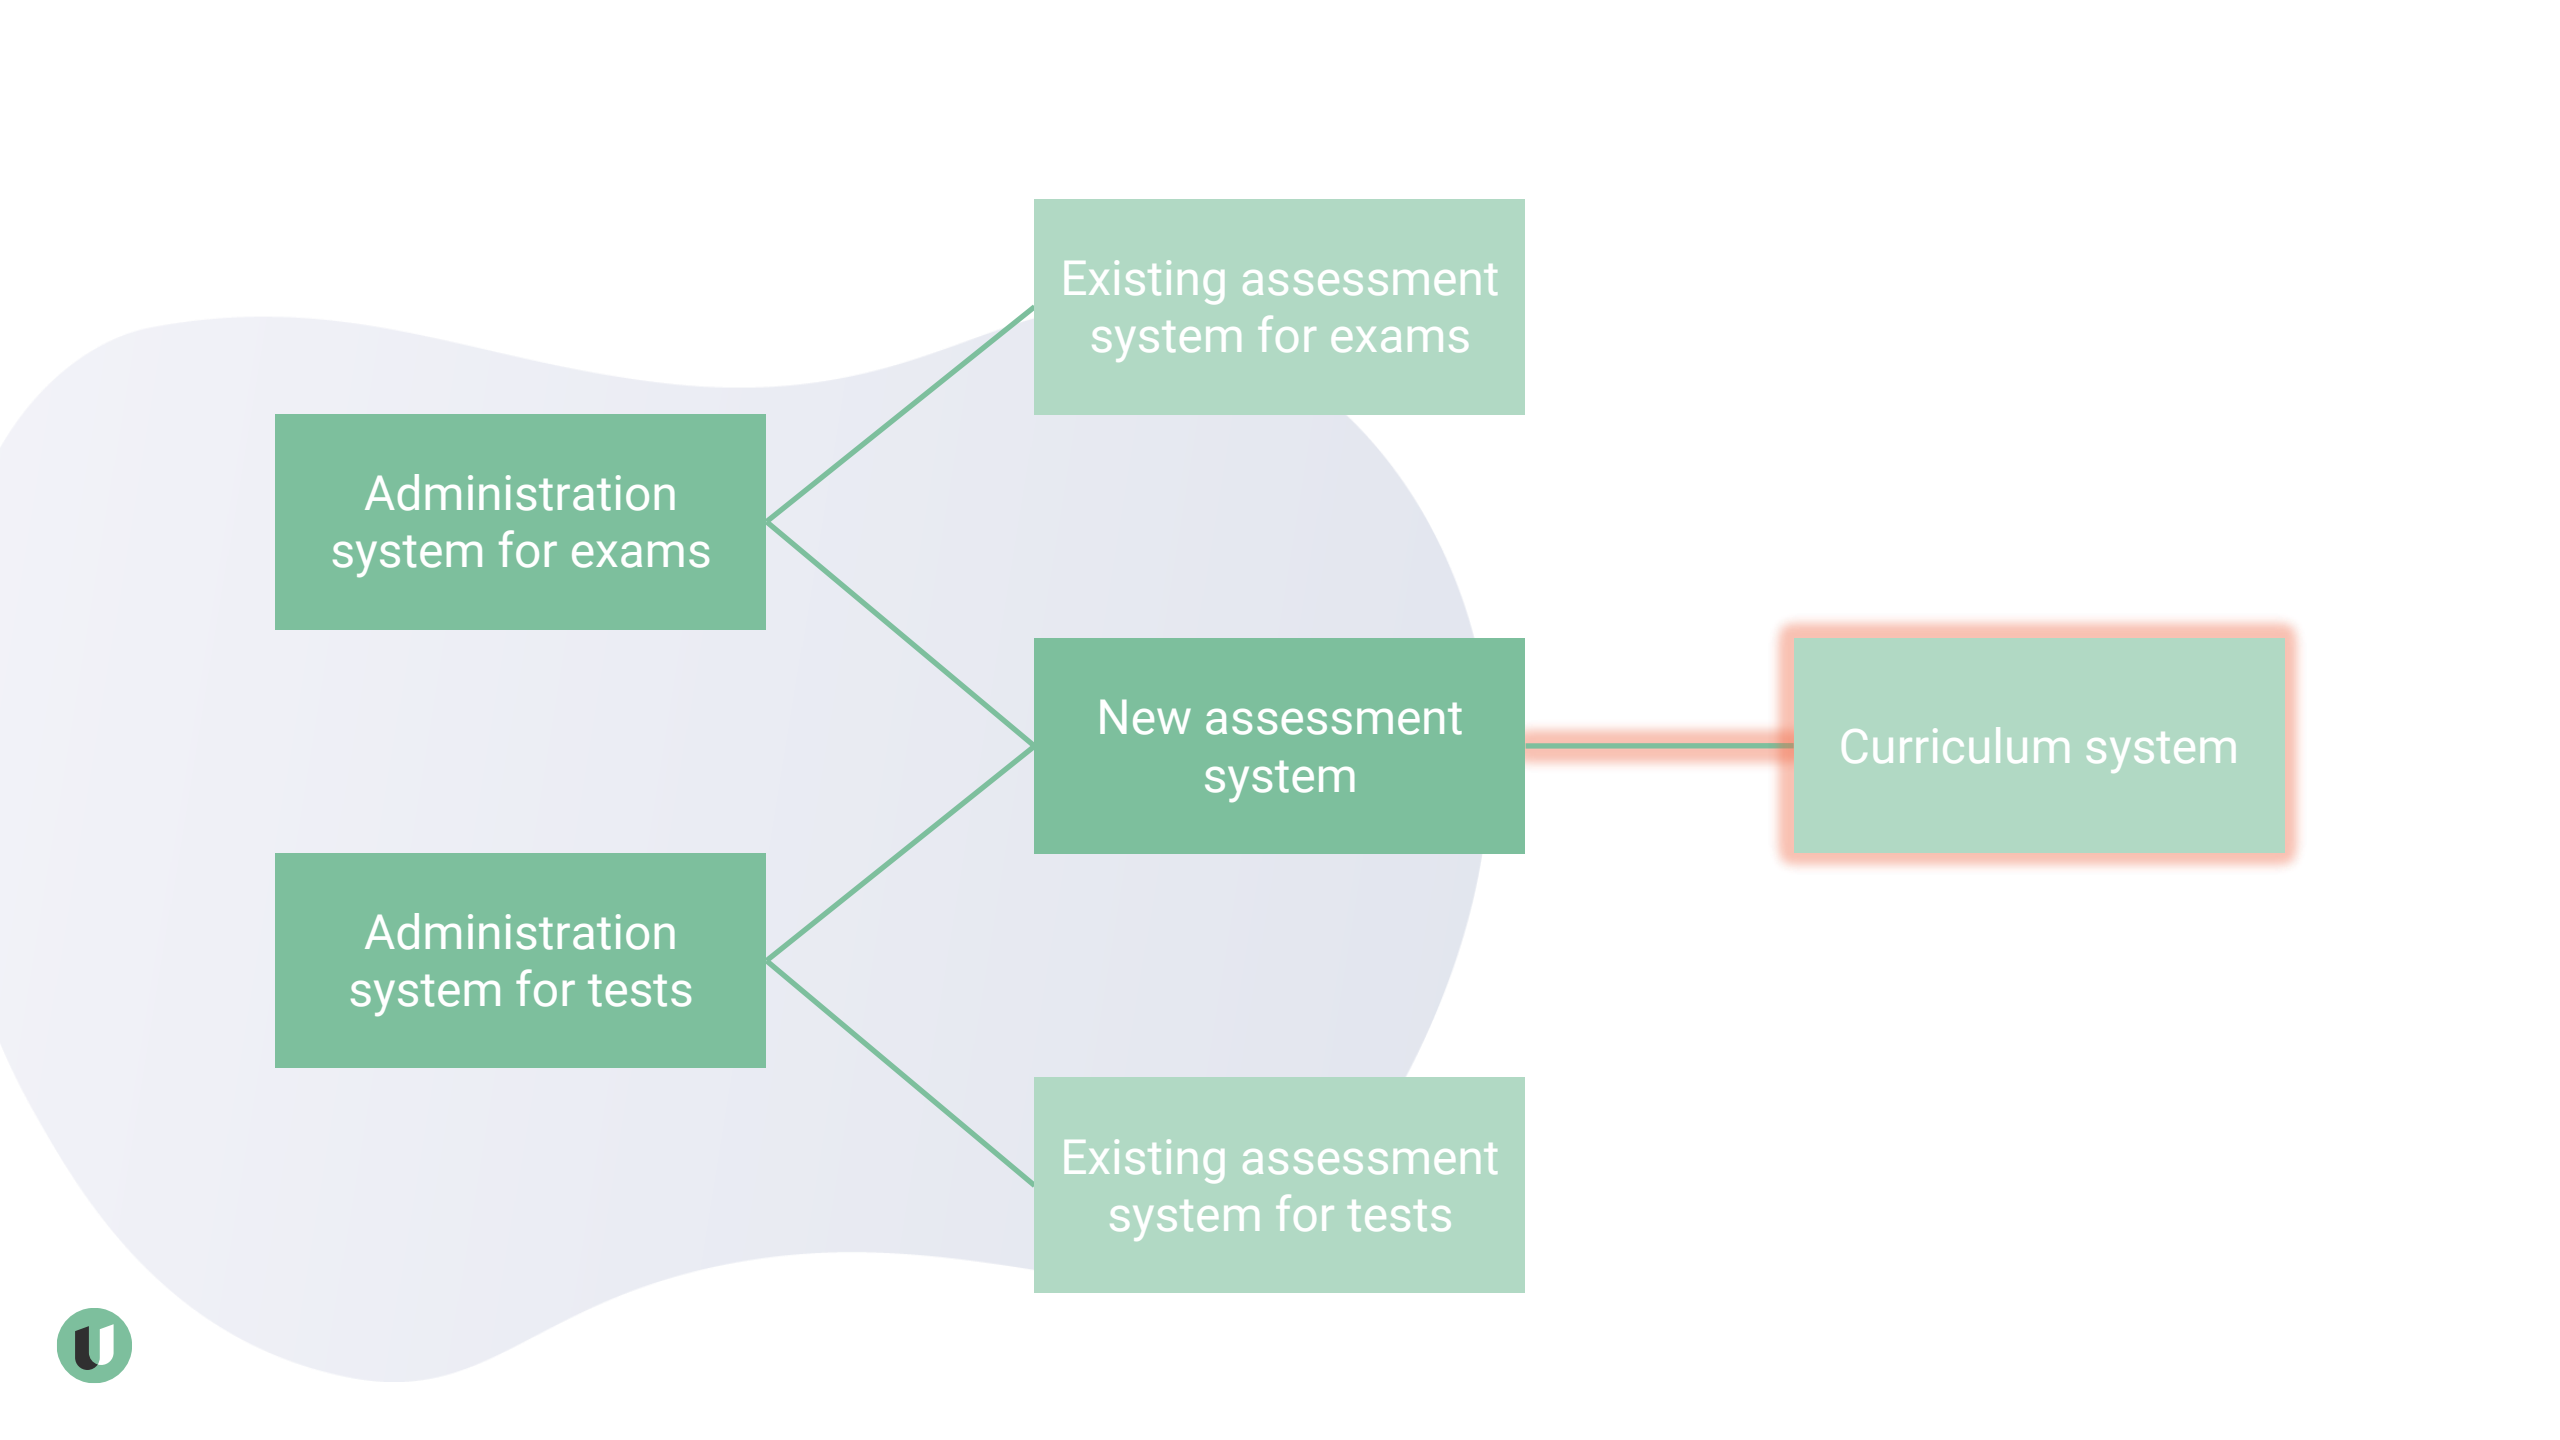 Existing assessment
system for exams
Administration
system for exams
New assessment
system
Curriculum system
Administration
system for tests
Existing assessment
system for tests